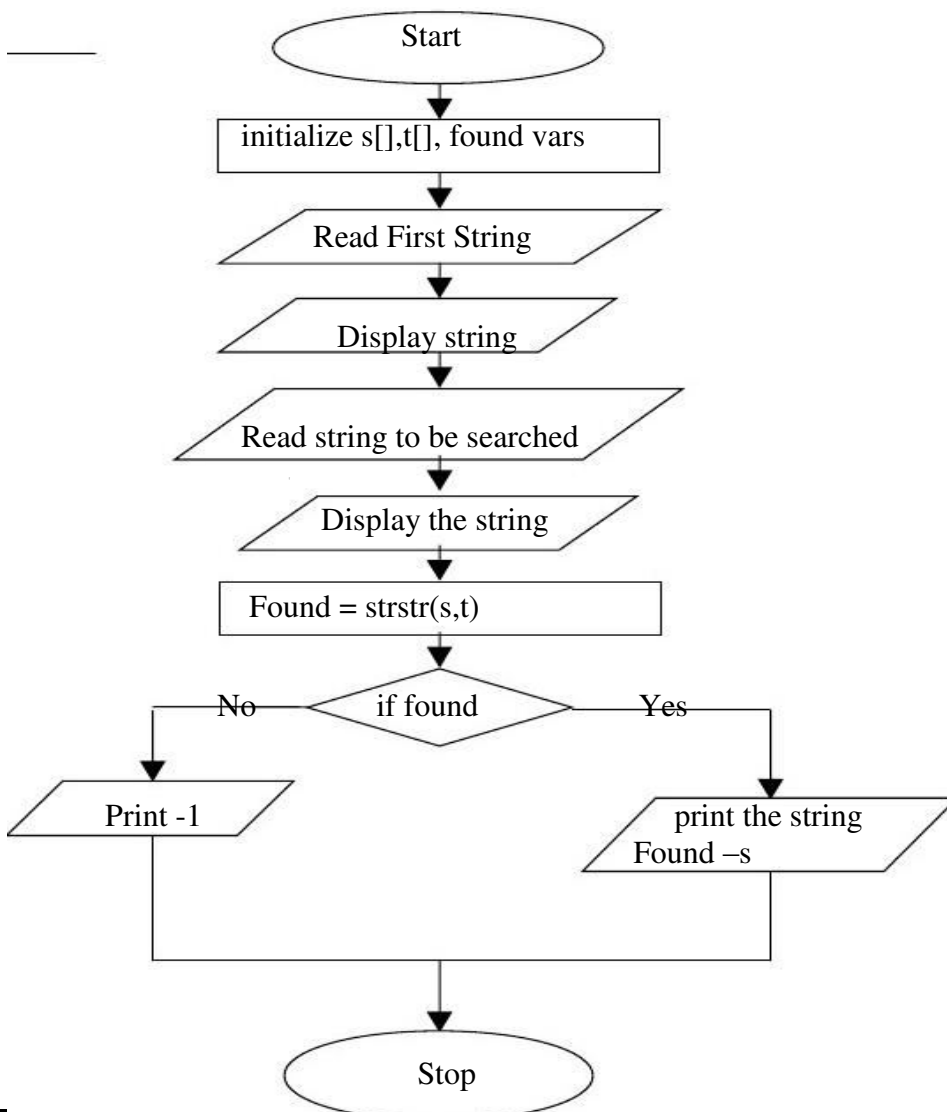 Start
initialize s[],t[], found vars
Read First String
Display string
Read string to be searched
Display the string
Found = strstr(s,t)
No
if found
Yes
Print -1
print the string
Found –s
Stop